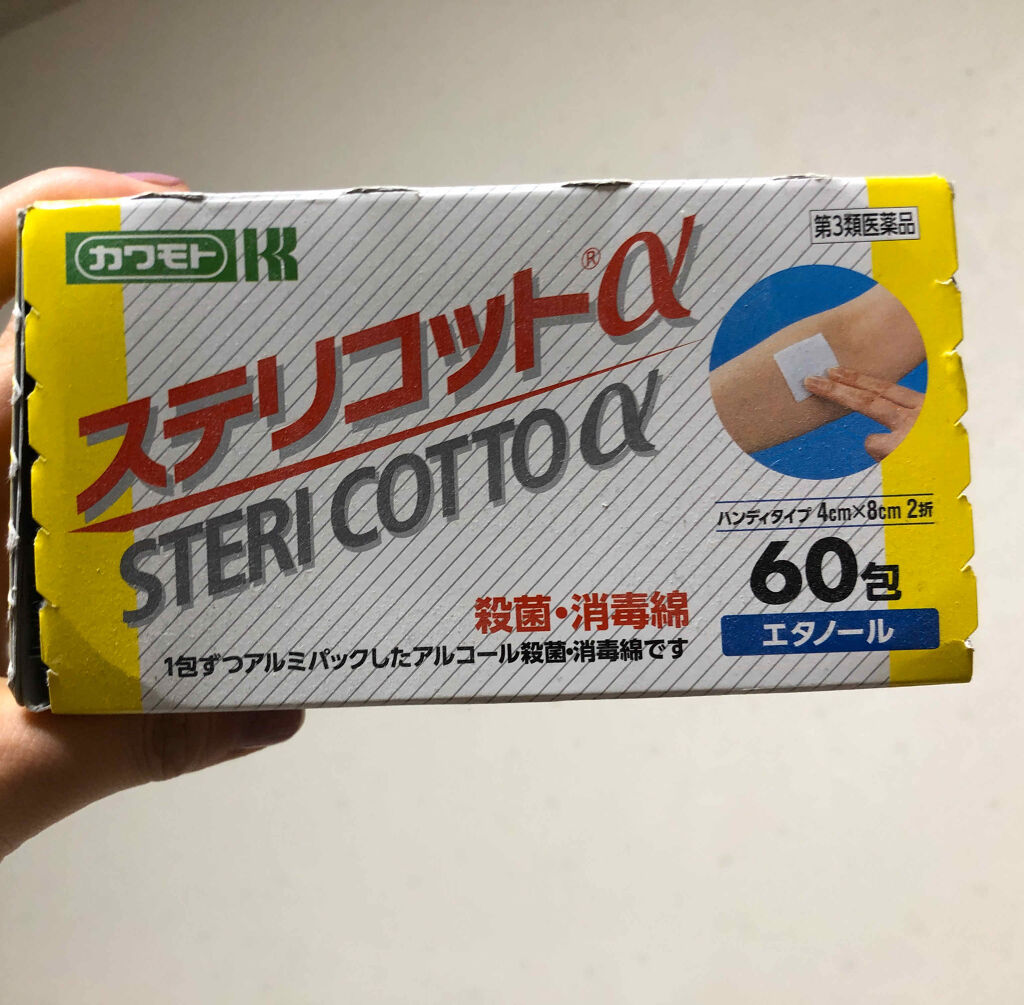 カワモト
第3類医薬品
ステリコット®α
STERI COTTO α
ハンディタイプ 4cm×8cm 2折
60包
エタノール
殺菌・消毒綿
1包ずつアルミパックしたアルコール殺菌・消毒綿です